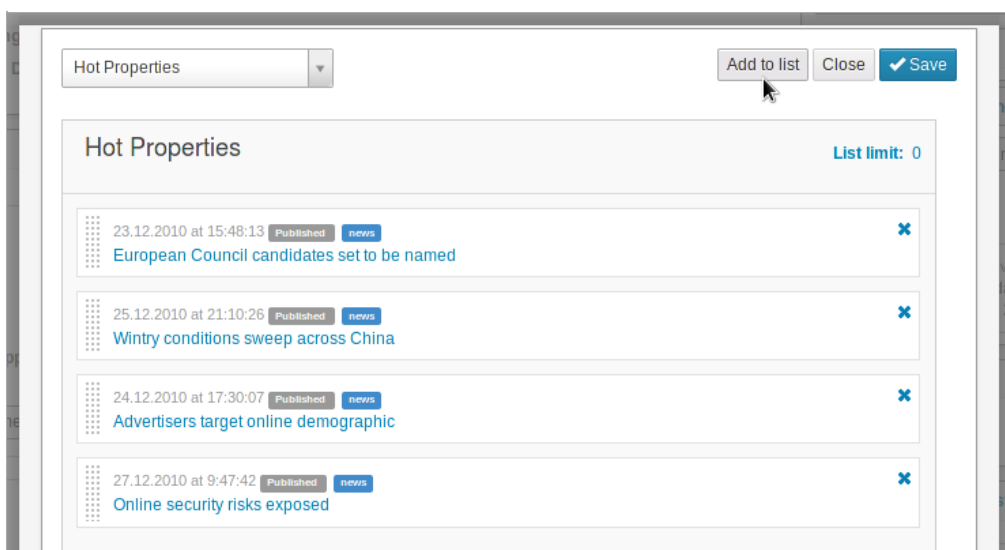 Hot Properties
Add to list
Close
Save
Hot Properties
List limit: 0
23.12.2010 at 15:48:13 Published news
European Council candidates set to be named
25.12.2010 at 21:10:26 Published news
Wintry conditions sweep across China
24.12.2010 at 17:30:07 Published news
Advertisers target online demographic
27.12.2010 at 9:47:42 Published news
Online security risks exposed